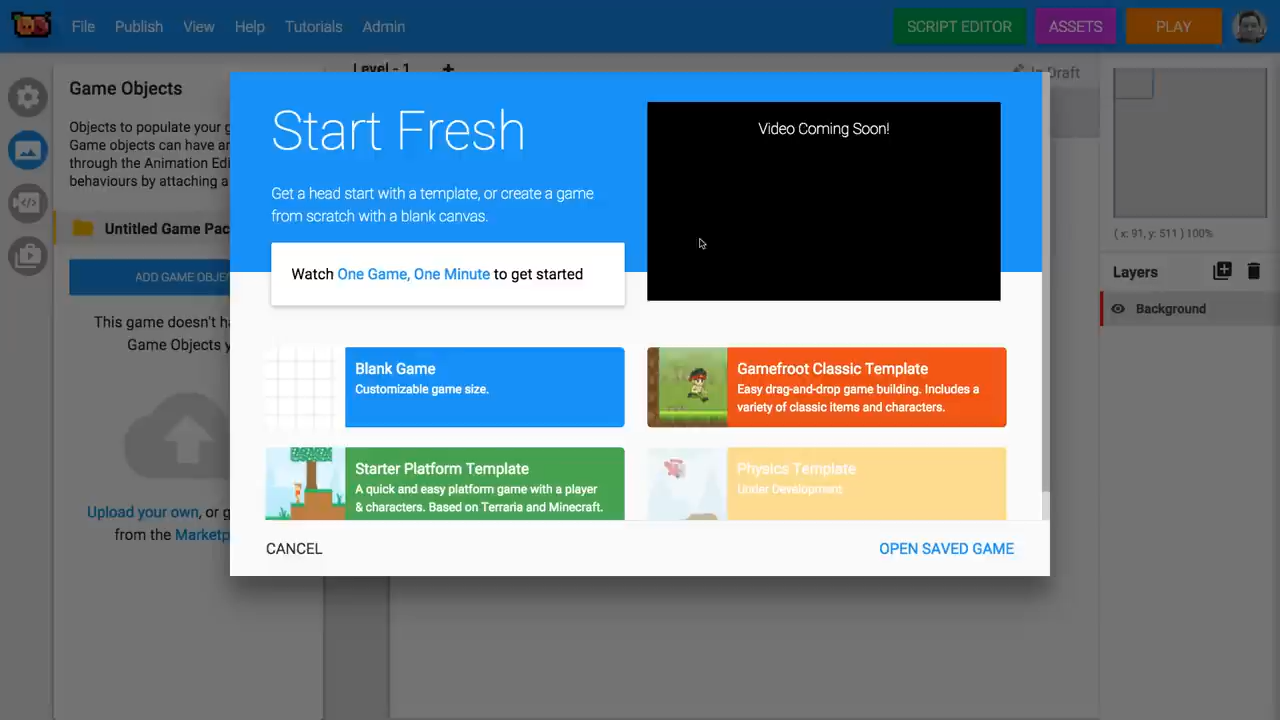 File Publish View Help Tutorials Admin
SCRIPT EDITOR ASSETS PLAY
Level - 1 +
In Draft
Game Objects
Objects to populate your g
Game objects can have ar
through the Animation Edi
behaviours by attaching a
Untitled Game Pac
ADD GAME OBJE
This game doesn't ha
Game Objects y
Upload your own, or g
from the Marketp
Start Fresh
Get a head start with a template, or create a game
from scratch with a blank canvas.
Watch One Game, One Minute to get started
Video Coming Soon!
Blank Game
Customizable game size.
Gamefroot Classic Template
Easy drag-and-drop game building. Includes a
variety of classic items and characters.
Starter Platform Template
A quick and easy platform game with a player
& characters. Based on Terraria and Minecraft.
Physics Template
Under Development
CANCEL
OPEN SAVED GAME
( x: 91, y: 511 ) 100%
Layers
Background